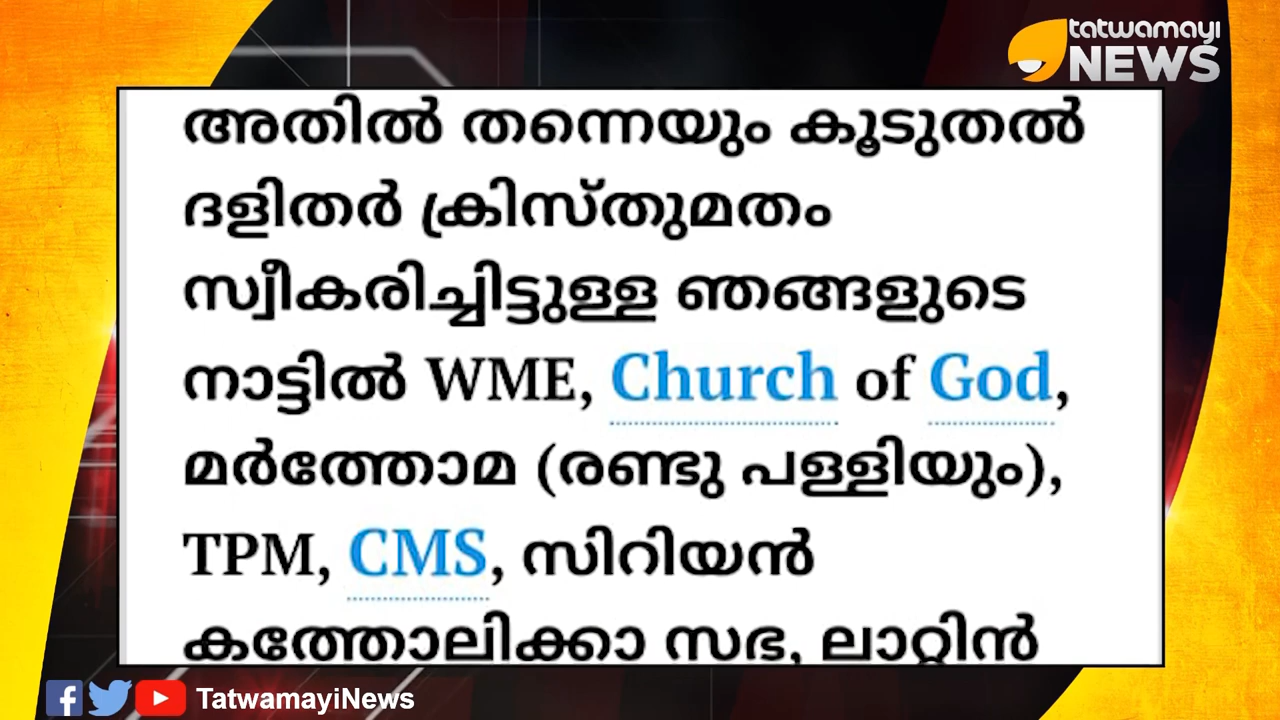 tatwamayi
NEWS
അതിൽ തന്നെയും കൂടുതൽ
ദളിതർ ക്രിസ്തുമതം
സ്വീകരിച്ചിട്ടുള്ള ഞങ്ങളുടെ
നാട്ടിൽ WME, Church of God,
മർത്തോമ (രണ്ടു പള്ളിയും),
TPM, CMS, സിറിയൻ
കത്തോലിക്കാ സഭ, ലാറ്റിൻ
TatwamayiNews